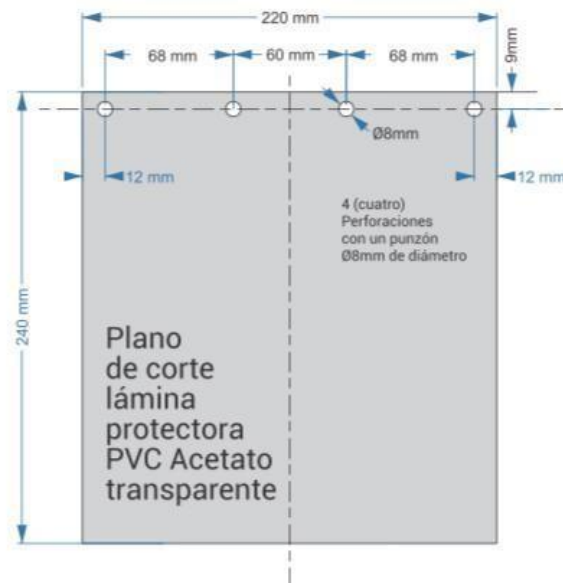 220 mm
68 mm
60 mm
68 mm
9mm
Ø8mm
12 mm
12 mm
4 (cuatro)
Perforaciones
con un punzón
Ø8mm de diámetro
240 mm
Plano
de corte
lámina
protectora
PVC Acetato
transparente